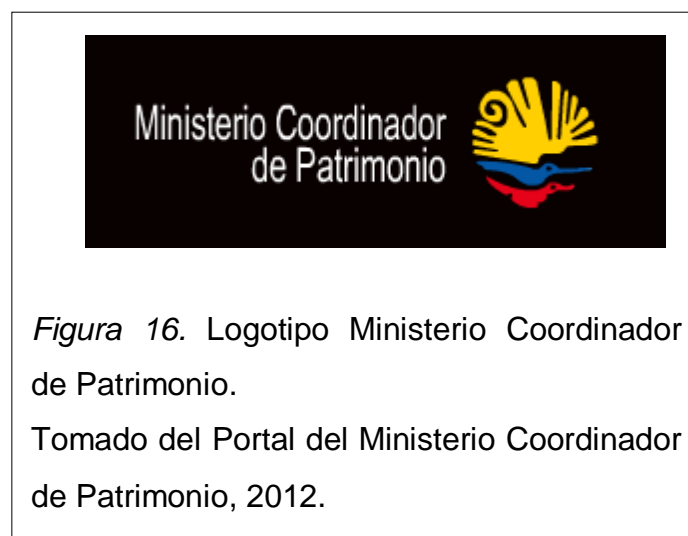 Ministerio Coordinador
de Patrimonio
Figura 16. Logotipo Ministerio Coordinador
de Patrimonio.
Tomado del Portal del Ministerio Coordinador
de Patrimonio, 2012.